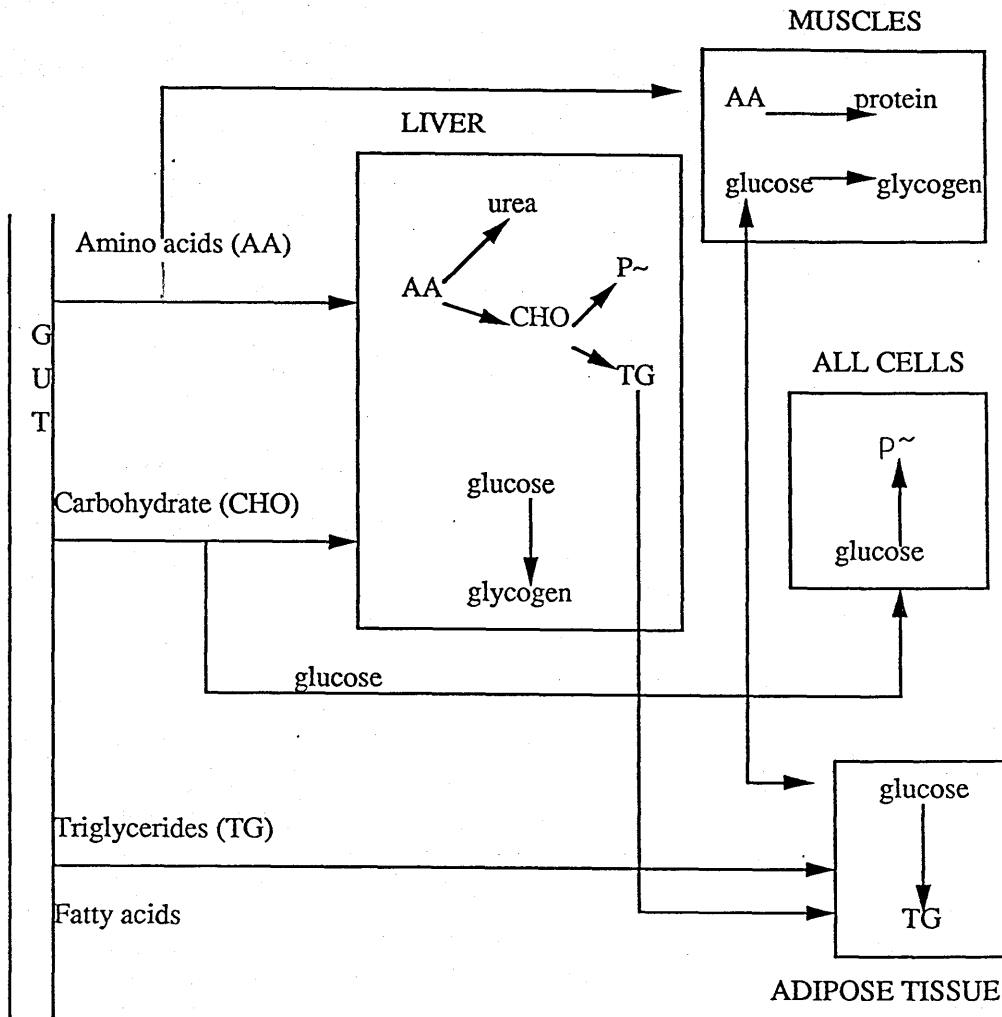 MUSCLES
AA protein
glucose glycogen
LIVER
urea
AA
P~
CHO
TG
glucose
glycogen
Amino acids (AA)
G
U
T
Carbohydrate (CHO)
glucose
ALL CELLS
P~
glucose
Triglycerides (TG)
Fatty acids
glucose
TG
ADIPOSE TISSUE